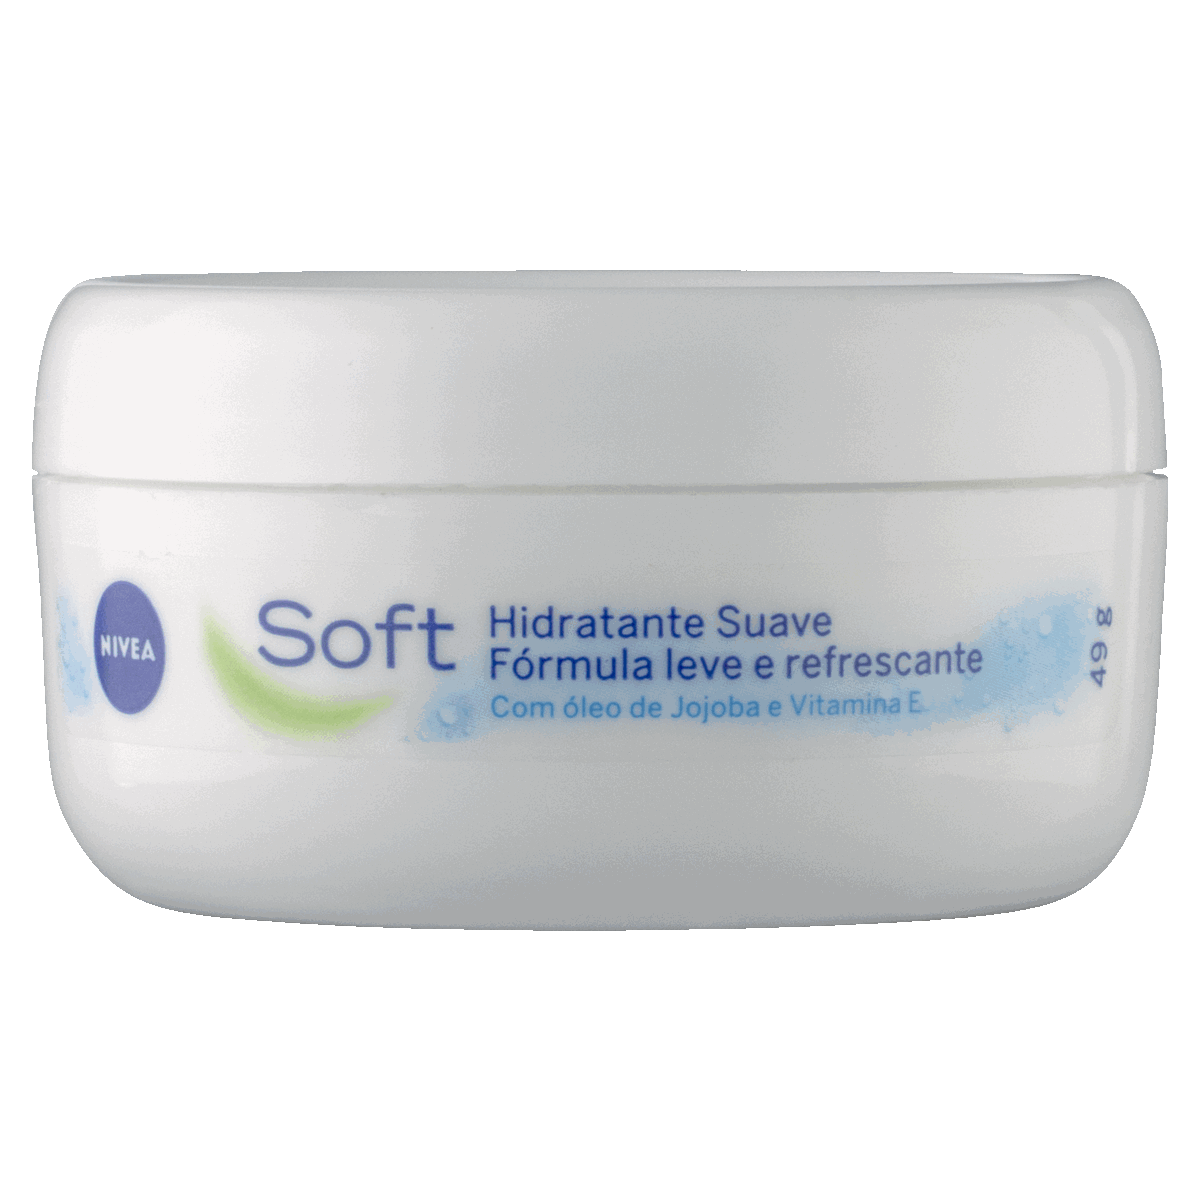 NIVEA
Soft
Hidratante Suave
Fórmula leve e refrescante
Com óleo de Jojoba e Vitamina E
49 g